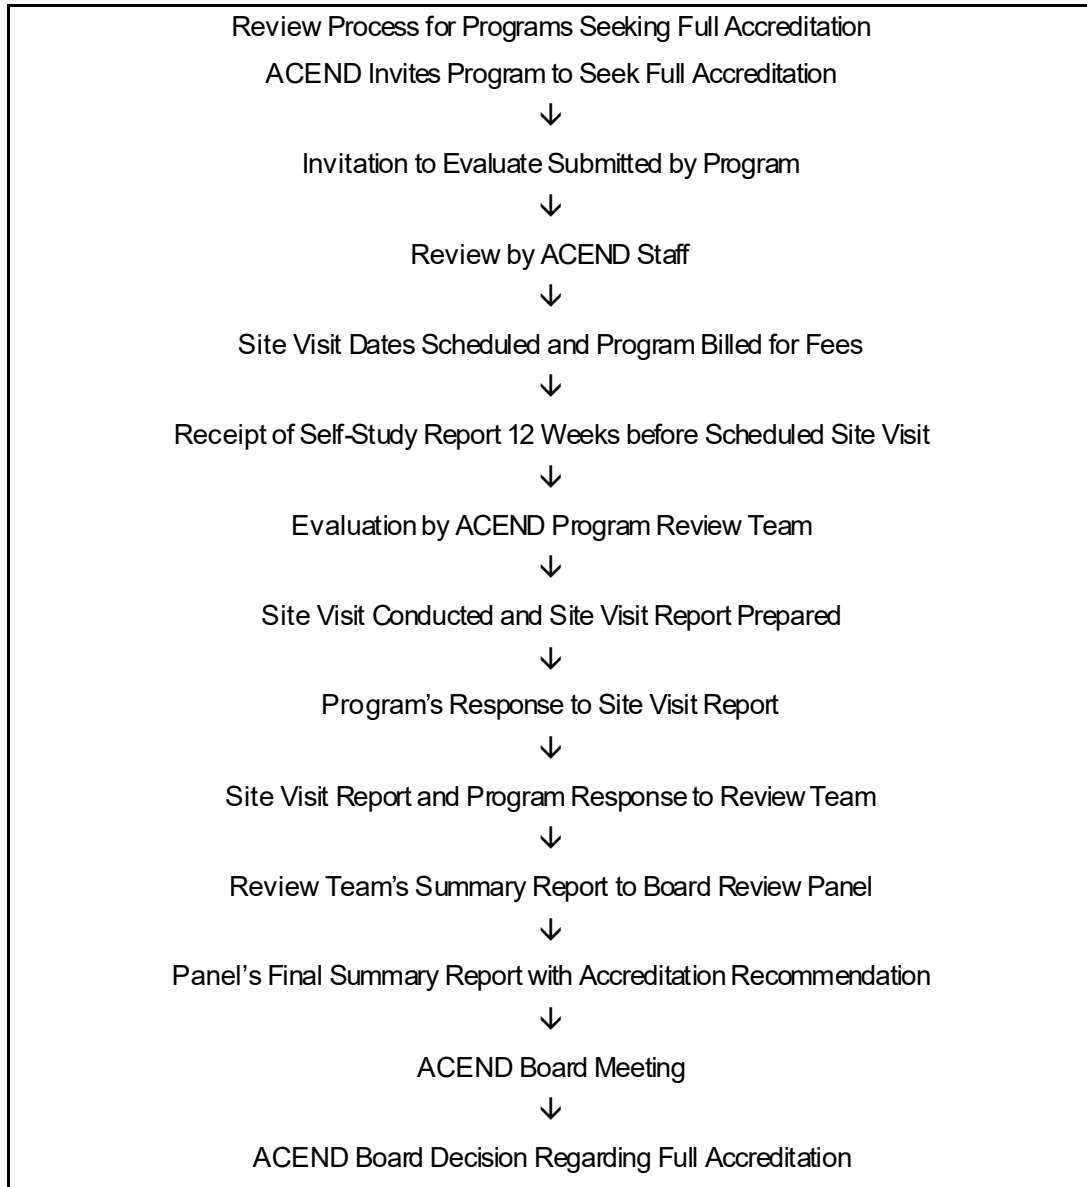 Review Process for Programs Seeking Full Accreditation
ACEND Invites Program to Seek Full Accreditation
↓
Invitation to Evaluate Submitted by Program
↓
Review by ACEND Staff
↓
Site Visit Dates Scheduled and Program Billed for Fees
↓
Receipt of Self-Study Report 12 Weeks before Scheduled Site Visit
↓
Evaluation by ACEND Program Review Team
↓
Site Visit Conducted and Site Visit Report Prepared
↓
Program’s Response to Site Visit Report
↓
Site Visit Report and Program Response to Review Team
↓
Review Team’s Summary Report to Board Review Panel
↓
Panel’s Final Summary Report with Accreditation Recommendation
↓
ACEND Board Meeting
↓
ACEND Board Decision Regarding Full Accreditation